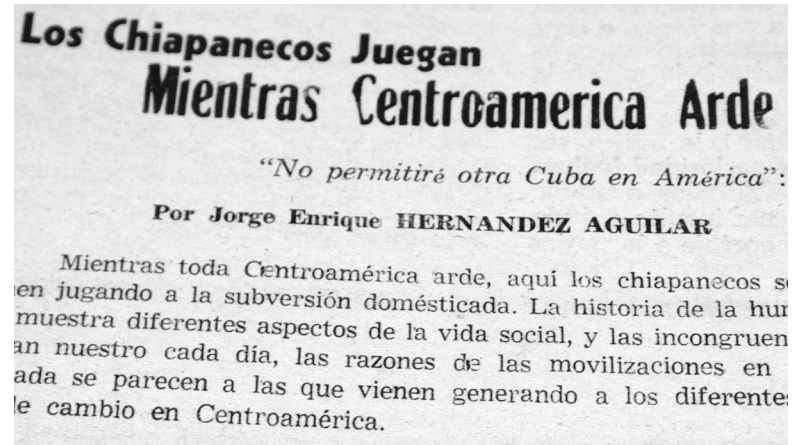 Los Chiapanecos Juegan
Mientras Centroamerica Arde
“No permitiré otra Cuba en América”:
Por Jorge Enrique HERNANDEZ AGUILAR
Mientras toda Centroamérica arde, aquí los chiapanecos
en jugando a la subversión domésticada. La historia de la
muestra diferentes aspectos de la vida social, y las
an nuestro cada día, las razones de las movilizaciones en
ada se parecen a las que vienen generando a los diferentes
e cambio en Centroamérica.